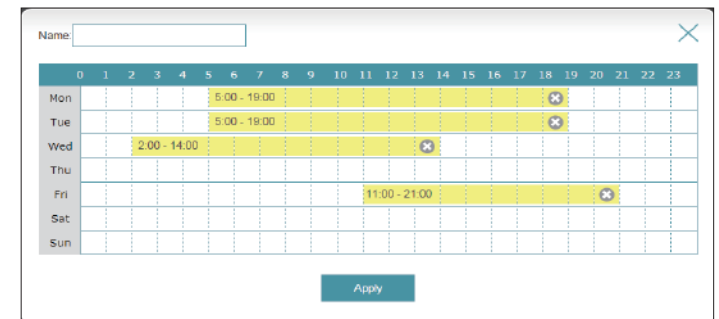 Name:
0 1 2 3 4 5 6 7 8 9 10 11 12 13 14 15 16 17 18 19 20 21 22 23
Mon 5:00 - 19:00
Tue 5:00 - 19:00
Wed 2:00 - 14:00
Thu
Fri 11:00 - 21:00
Sat
Sun
Apply